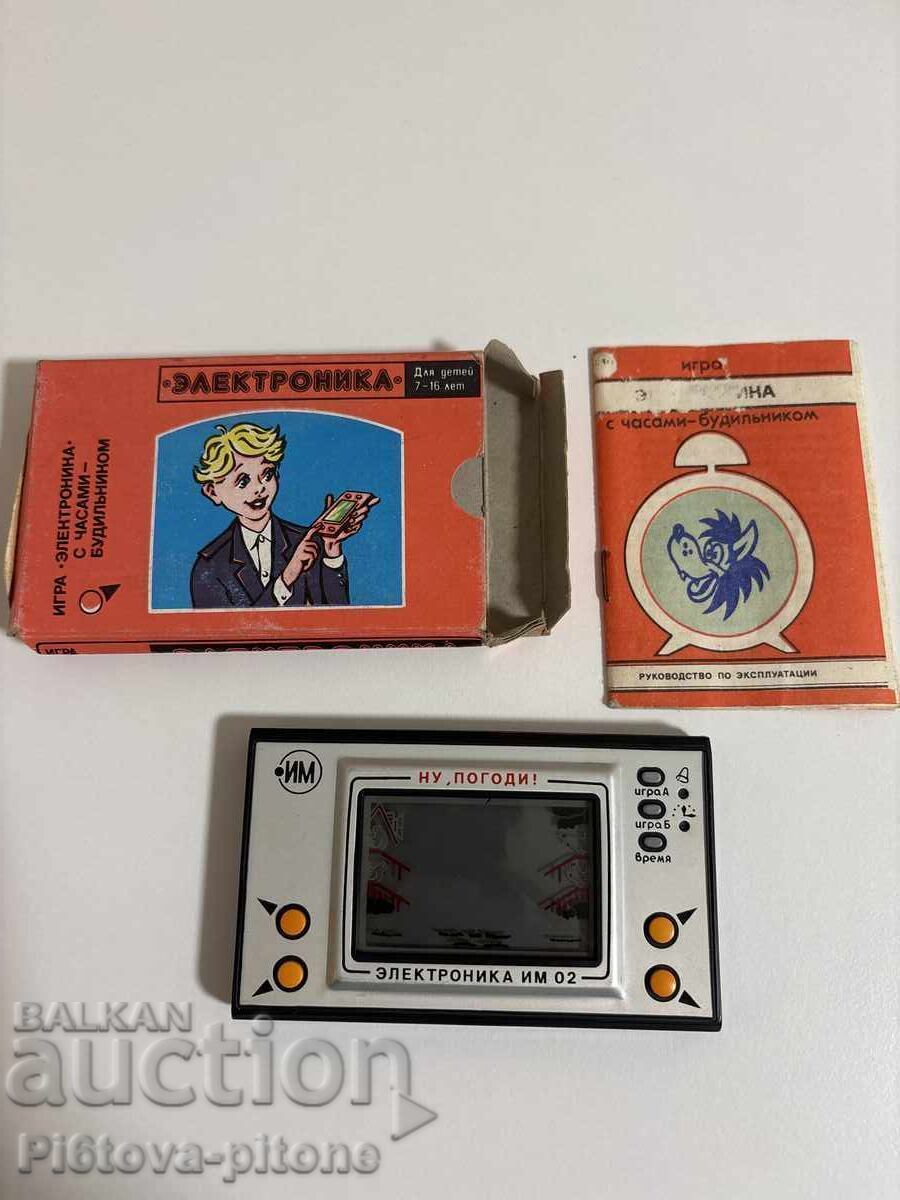 •ЭЛЕКТРОНИКА•
Для детей
7-16 лет
ИГРА •ЭЛЕКТРОНИКА•
С ЧАСАМИ-
БУДИЛЬНИКОМ
ИГРА
игра
с часами-будильником
РУКОВОДСТВО ПО ЭКСПЛУАТАЦИИ
ИМ
НУ, ПОГОДИ!
игра А
игра Б
время
ЭЛЕКТРОНИКА ИМ 02
BALKAN
auction
Pi6tova-pitone